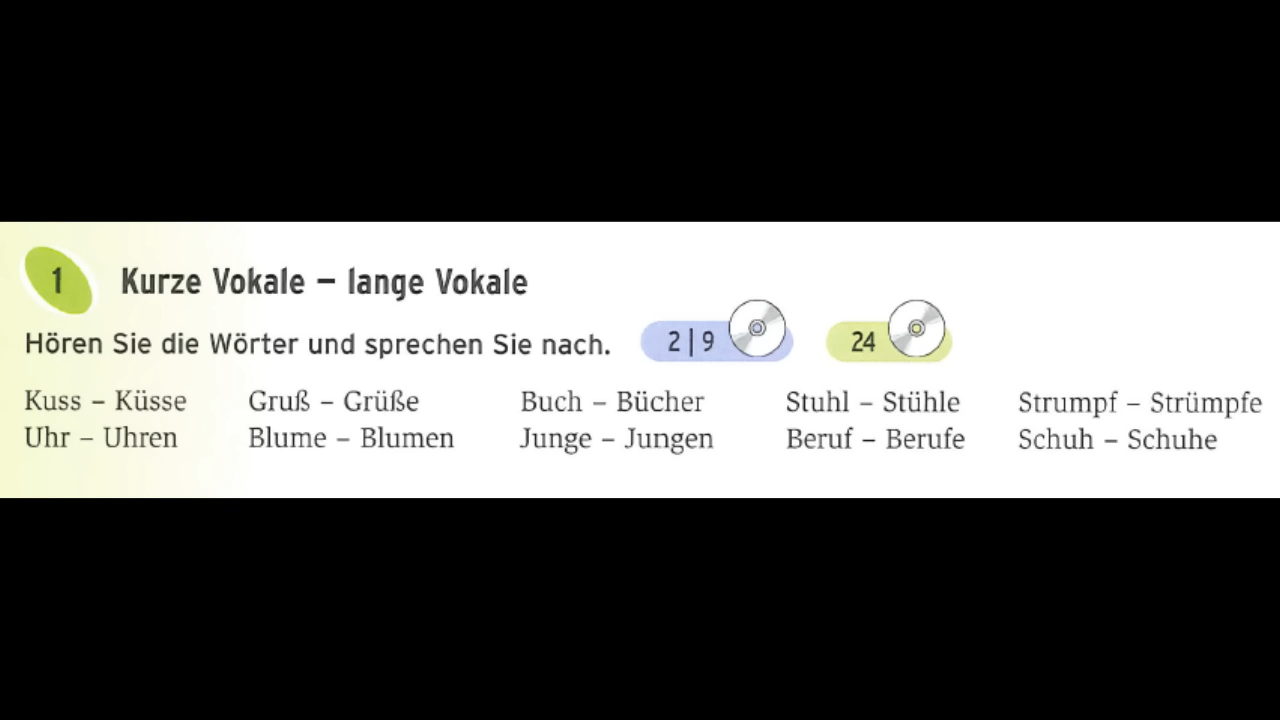 1 Kurze Vokale – lange Vokale
Hören Sie die Wörter und sprechen Sie nach. 2|9 24
Kuss – Küsse Gruß – Grüße Buch – Bücher Stuhl – Stühle Strumpf – Strümpfe
Uhr – Uhren Blume – Blumen Junge – Jungen Beruf – Berufe Schuh – Schuhe